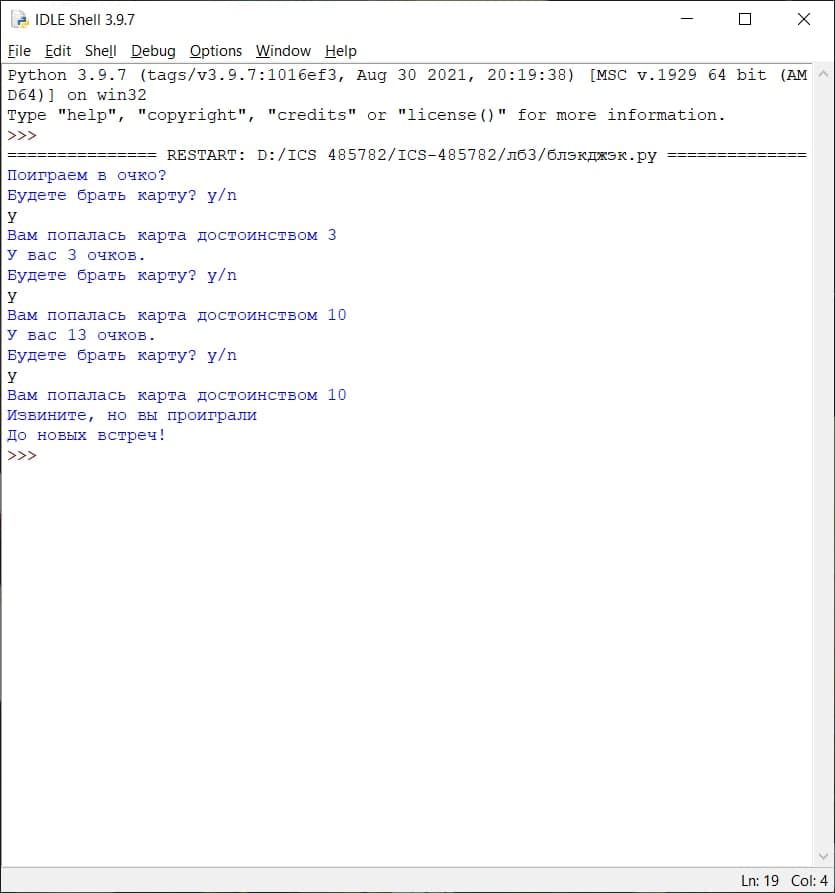 IDLE Shell 3.9.7
File Edit Shell Debug Options Window Help
Python 3.9.7 (tags/v3.9.7:1016ef3, Aug 30 2021, 20:19:38) [MSC v.1929 64 bit (AM
D64)] on win32
Type "help", "copyright", "credits" or "license()" for more information.
>>>
=============== RESTART: D:/ICS 485782/ICS-485782/лб3/блэкджэк.py ==============
Поиграем в очко?
Будете брать карту? y/n
y
Вам попалась карта достоинством 3
У вас 3 очков.
Будете брать карту? y/n
y
Вам попалась карта достоинством 10
У вас 13 очков.
Будете брать карту? y/n
y
Вам попалась карта достоинством 10
Извините, но вы проиграли
До новых встреч!
>>>
Ln: 19 Col: 4